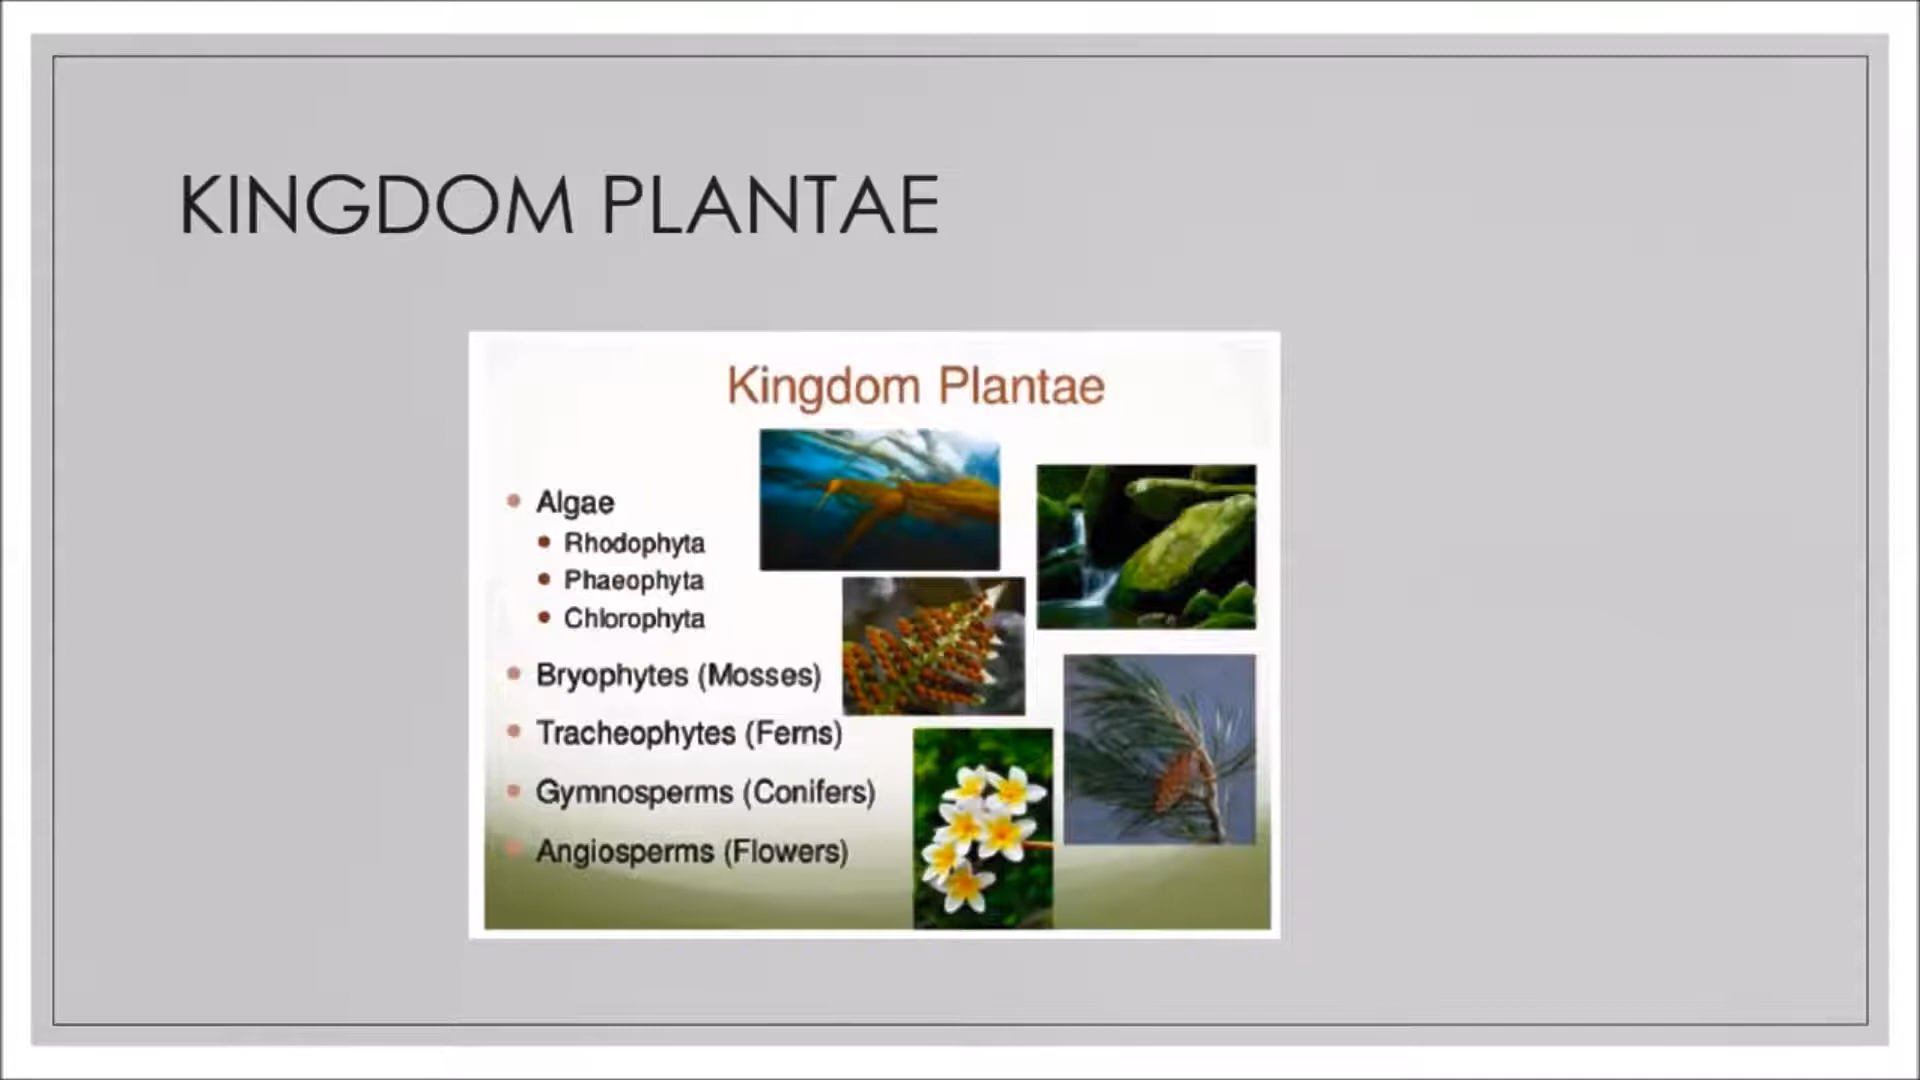 KINGDOM PLANTAE
Kingdom Plantae
Algae
Rhodophyta
Phaeophyta
Chlorophyta
Bryophytes (Mosses)
Tracheophytes (Ferns)
Gymnosperms (Conifers)
Angiosperms (Flowers)